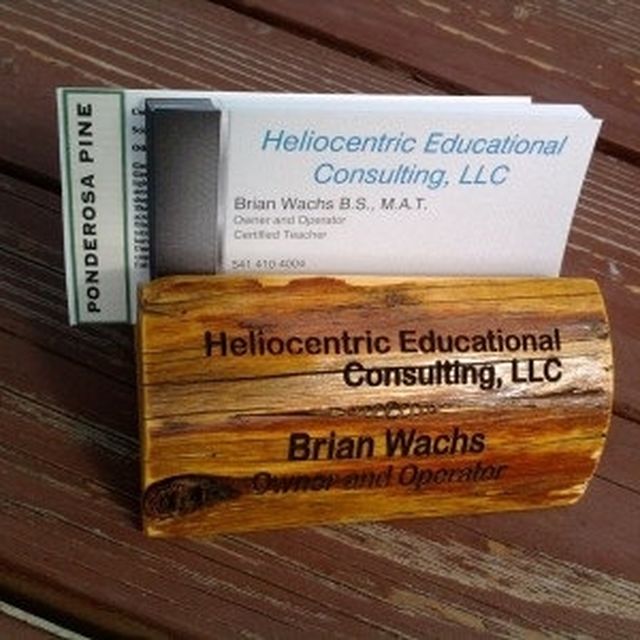 PONDEROSA PINE
Heliocentric Educational
Consulting, LLC
Brian Wachs B.S., M.A.T.
Owner and Operator
Certified Teacher
541 410-4004
Heliocentric Educational
Consulting, LLC
Brian Wachs
Owner and Operator